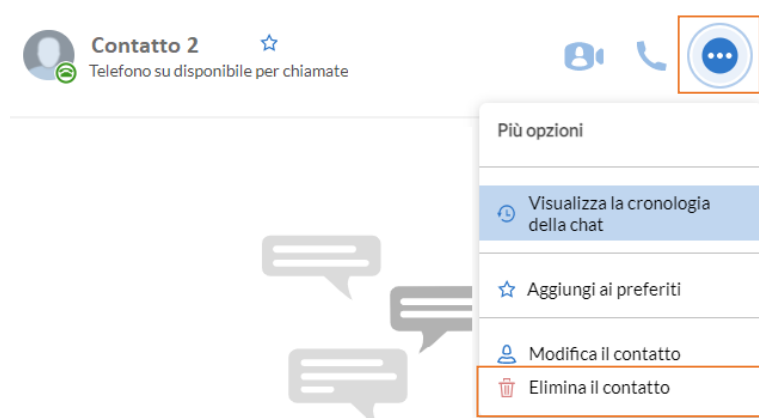 Contatto 2
Telefono su disponibile per chiamate
Più opzioni
Visualizza la cronologia
della chat
Aggiungi ai preferiti
Modifica il contatto
Elimina il contatto